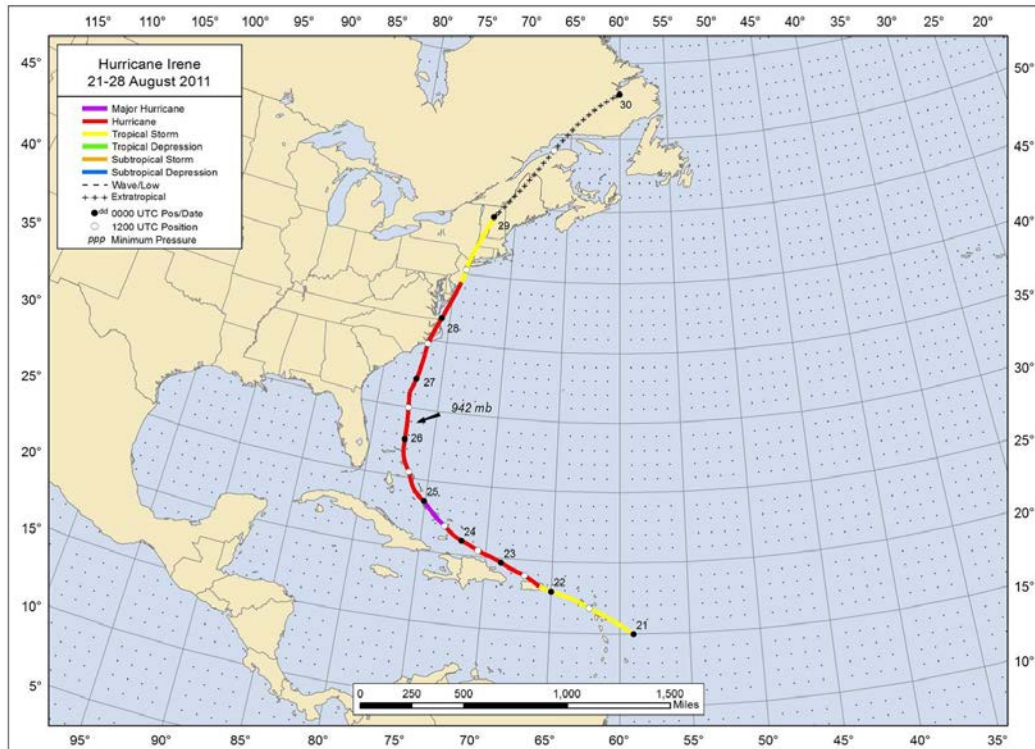 115° 110° 105° 100° 95° 90° 85° 80° 75° 70° 65° 60° 55° 50° 45° 40° 35° 30° 25° 20°
45°
40°
35°
30°
25°
20°
15°
10°
5°
Hurricane Irene
21-28 August 2011
Major Hurricane
Hurricane
Tropical Storm
Tropical Depression
Subtropical Storm
Subtropical Depression
Wave/Low
Extratropical
dd 0000 UTC Pos/Date
1200 UTC Position
ppp Minimum Pressure
30
29
28
27
942 mb
26
25
24
23
22
21
50°
45°
40°
35°
30°
25°
20°
15°
10°
0 250 500 1,000 1,500
Miles
95° 90° 85° 80° 75° 70° 65° 60° 55° 50° 45° 40° 35°